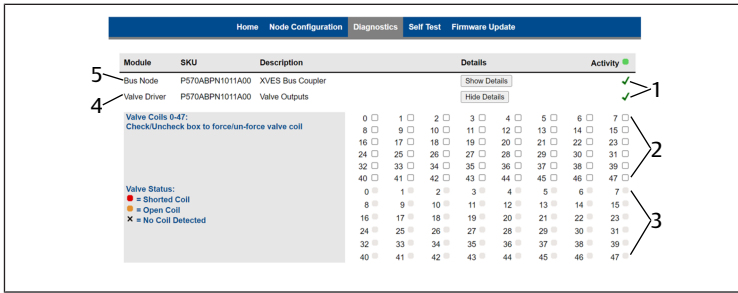 Home Node Configuration Diagnostics Self Test Firmware Update
Module SKU Description Details Activity
5 Bus Node P570ABPN1011A00 XVES Bus Coupler Show Details 1
4 Valve Driver P570ABPN1011A00 Valve Outputs Hide Details
Valve Coils 0-47: 0 1 2 3 4 5 6 7
Check/Uncheck box to force/un-force valve coil
8 9 10 11 12 13 14 15
16 17 18 19 20 21 22 23
2
24 25 26 27 28 29 30 31
32 33 34 35 36 37 38 39
40 41 42 43 44 45 46 47
Valve Status: 0 1 2 3 4 5 6 7
= Shorted Coil
8 9 10 11 12 13 14 15
= Open Coil
X = No Coil Detected 16 17 18 19 20 21 22 23
3
24 25 26 27 28 29 30 31
32 33 34 35 36 37 38 39
40 41 42 43 44 45 46 47